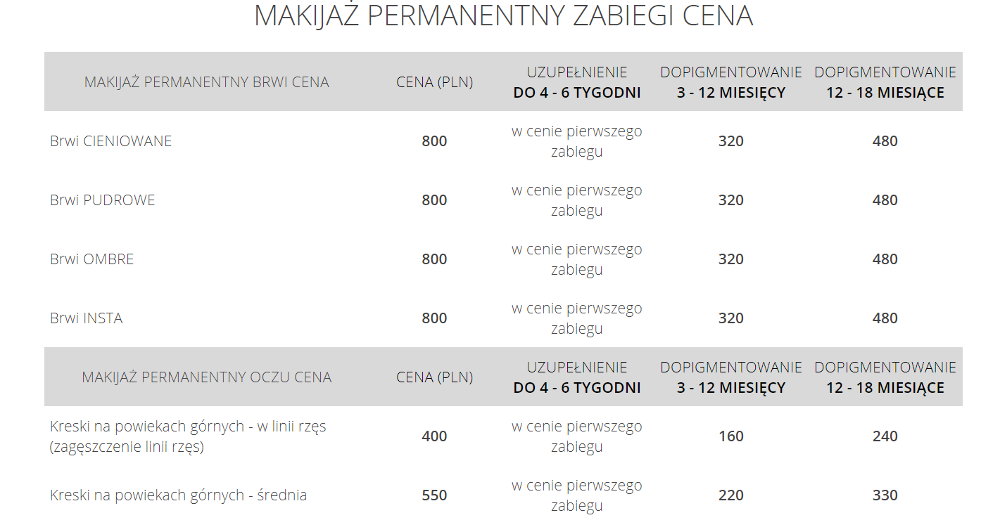 MAKIJAŻ PERMANENTNY ZABIEGI CENA
MAKIJAŻ PERMANENTNY BRWI CENA CENA (PLN) UZUPEŁNIENIE DOPIGMENTOWANIE DOPIGMENTOWANIE
DO 4 - 6 TYGODNI 3 - 12 MIESIĘCY 12 - 18 MIESIĄCE
Brwi CIENIOWANE 800 w cenie pierwszego 320 480
zabiegu
Brwi PUDROWE 800 w cenie pierwszego 320 480
zabiegu
Brwi OMBRE 800 w cenie pierwszego 320 480
zabiegu
Brwi INSTA 800 w cenie pierwszego 320 480
zabiegu
MAKIJAŻ PERMANENTNY OCZU CENA CENA (PLN) UZUPEŁNIENIE DOPIGMENTOWANIE DOPIGMENTOWANIE
DO 4 - 6 TYGODNI 3 - 12 MIESIĘCY 12 - 18 MIESIĄCE
Kreski na powiekach górnych - w linii rzęs 400 w cenie pierwszego 160 240
(zagęszczenie linii rzęs) zabiegu
Kreski na powiekach górnych - średnia 550 w cenie pierwszego 220 330
zabiegu